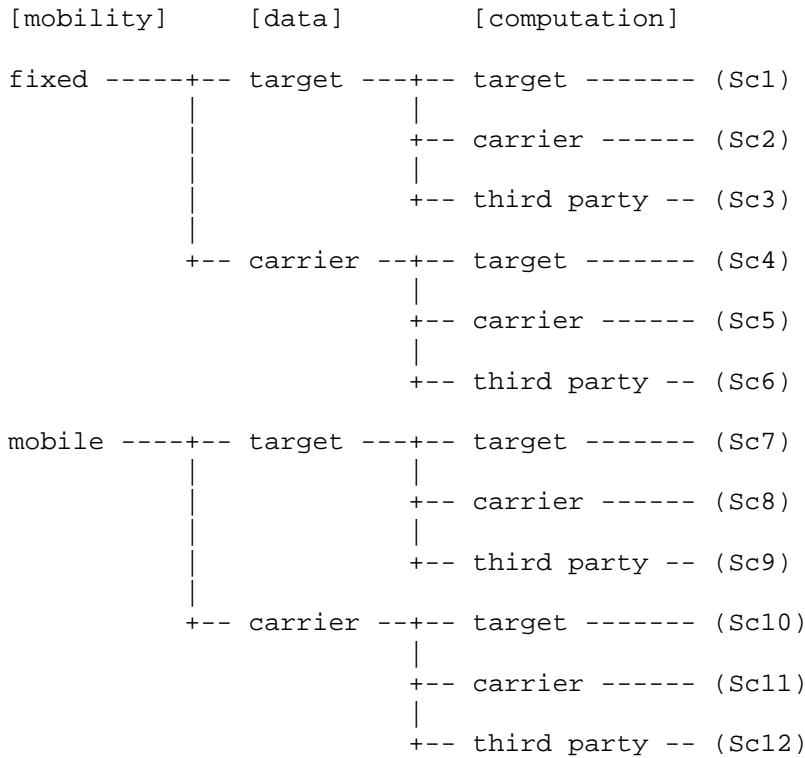 [mobility] [data] [computation]
fixed -----+-- target ---+-- target ------- (Sc1)
| |
| +-- carrier ------ (Sc2)
| |
| +-- third party -- (Sc3)
|
+-- carrier --+-- target ------- (Sc4)
|
+-- carrier ------ (Sc5)
|
+-- third party -- (Sc6)
mobile ----+-- target ---+-- target ------- (Sc7)
| |
| +-- carrier ------ (Sc8)
| |
| +-- third party -- (Sc9)
|
+-- carrier --+-- target ------- (Sc10)
|
+-- carrier ------ (Sc11)
|
+-- third party -- (Sc12)